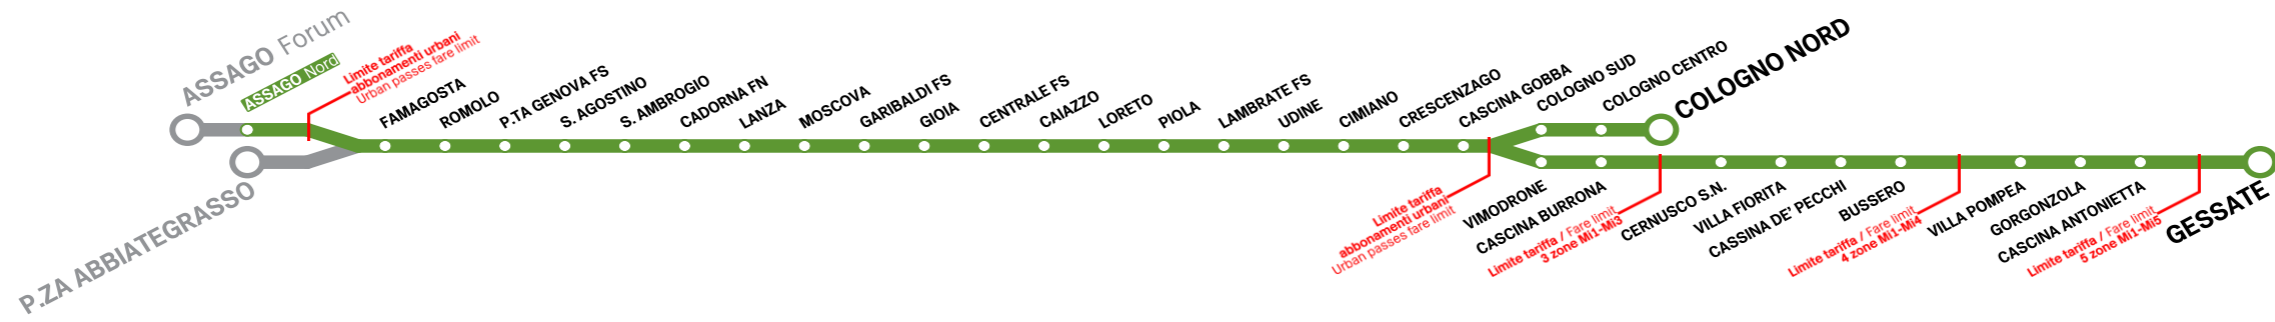 ASSAGO Forum
ASSAGO Nord
Limite tariffa
abbonamenti urbani
Urban passes fare limit
P.ZA ABBIATEGRASSO
FAMAGOSTA
ROMOLO
P.TA GENOVA FS
S. AGOSTINO
S. AMBROGIO
CADORNA FN
LANZA
MOSCOVA
GARIBALDI FS
GIOIA
CENTRALE FS
CAIAZZO
LORETO
PIOLA
LAMBRATE FS
UDINE
CIMIANO
CRESCENZAGO
CASCINA GOBBA
COLOGNO SUD
COLOGNO CENTRO
COLOGNO NORD
Limite tariffa
abbonamenti urbani
Urban passes fare limit
VIMODRONE
CASCINA BURRONA
Limite tariffa / Fare limit
3 zone Mi1-Mi3
CERNUSCO S.N.
VILLA FIORITA
CASSINA DE' PECCHI
BUSSERO
Limite tariffa / Fare limit
4 zone Mi1-Mi4
VILLA POMPEA
GORGONZOLA
CASCINA ANTONIETTA
Limite tariffa / Fare limit
5 zone Mi1-Mi5
GESSATE